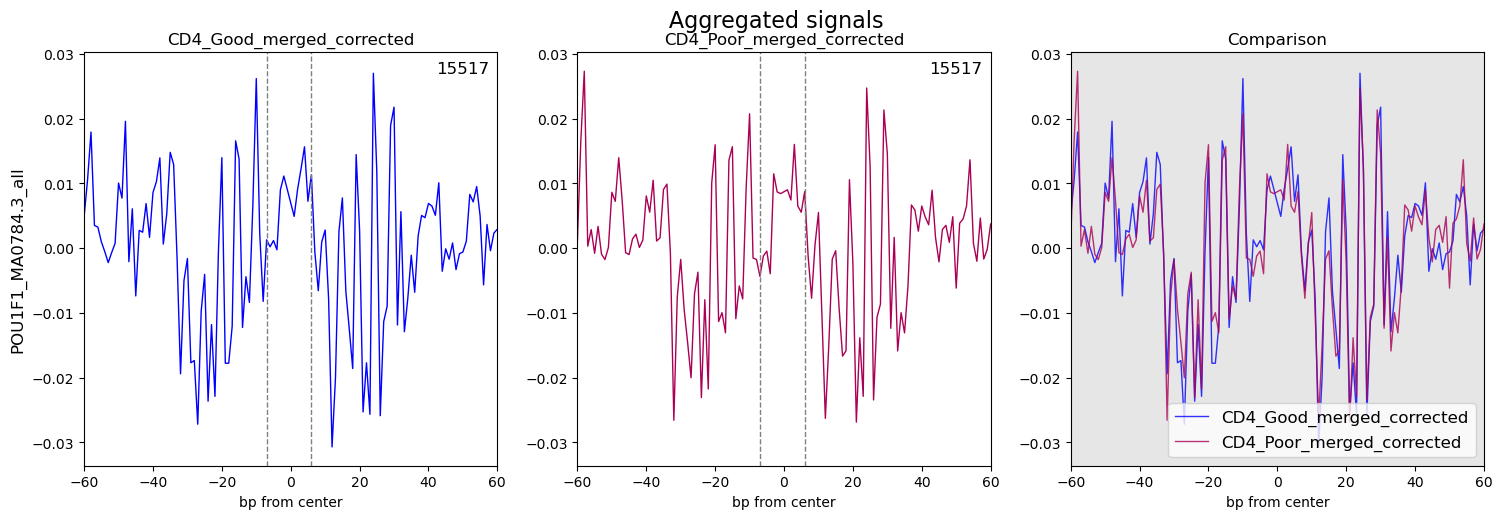 Aggregated signals
CD4_Good_merged_corrected
CD4_Poor_merged_corrected
Comparison
POU1F1_MA0784.3_all
0.03
0.02
0.01
0.00
−0.01
−0.02
−0.03
15517
−60 −40 −20 0 20 40 60
bp from center
0.03
0.02
0.01
0.00
−0.01
−0.02
−0.03
15517
−60 −40 −20 0 20 40 60
bp from center
0.03
0.02
0.01
0.00
−0.01
−0.02
−0.03
CD4_Good_merged_corrected
CD4_Poor_merged_corrected
−60 −40 −20 0 20 40 60
bp from center